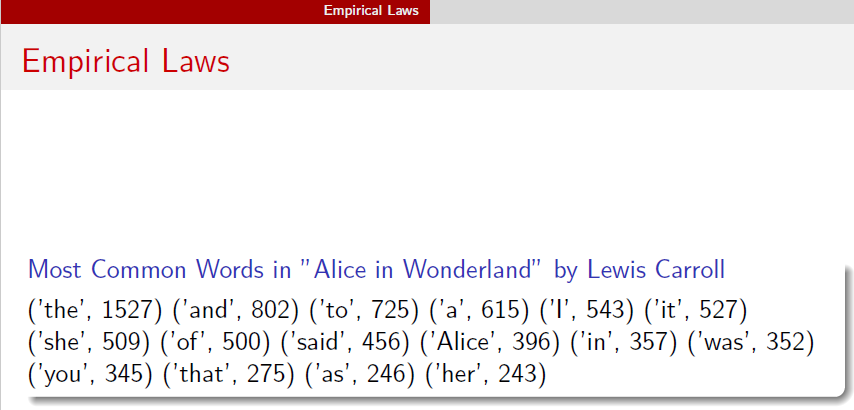 Empirical Laws
Empirical Laws
Most Common Words in ”Alice in Wonderland” by Lewis Carroll
(’the’, 1527) (’and’, 802) (’to’, 725) (’a’, 615) (’I’, 543) (’it’, 527)
(’she’, 509) (’of’, 500) (’said’, 456) (’Alice’, 396) (’in’, 357) (’was’, 352)
(’you’, 345) (’that’, 275) (’as’, 246) (’her’, 243)